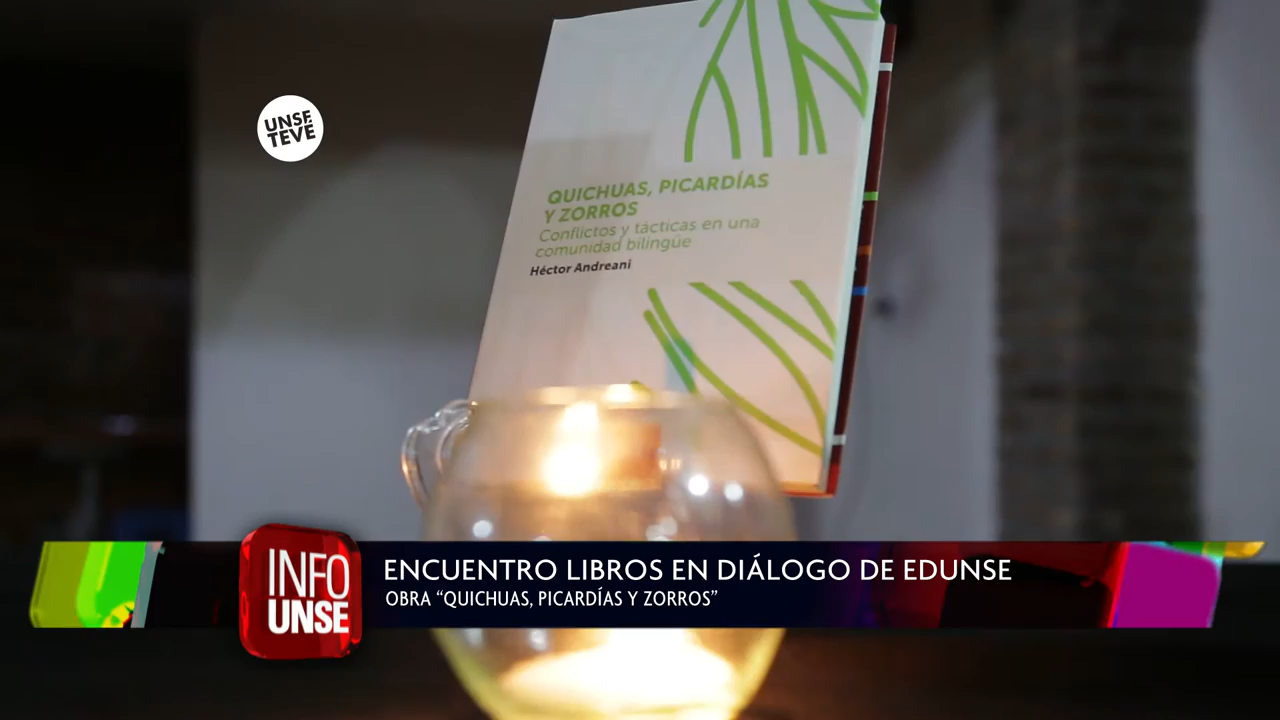 UNSE
TEVÉ
QUICHUAS, PICARDÍAS
Y ZORROS
Conflictos y tácticas en una
comunidad bilingüe
Héctor Andreani
INFO
UNSE
ENCUENTRO LIBROS EN DIÁLOGO DE EDUNSE
OBRA “QUICHUAS, PICARDÍAS Y ZORROS”